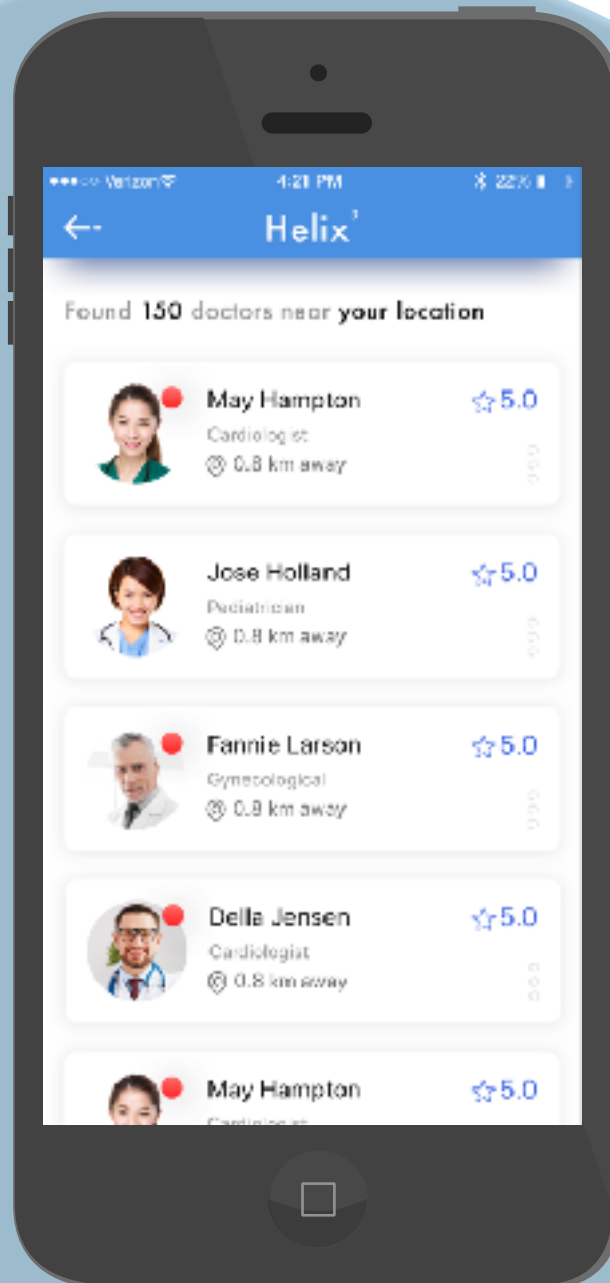 Verizon 4:21 PM 22%
Helix'
Found 150 doctors near your location
May Hampton 5.0
Cardiologist
0.8 km away
Jose Holland 5.0
Pediatrician
0.8 km away
Fannie Larson 5.0
Gynecological
0.8 km away
Della Jensen 5.0
Cardiologist
0.8 km away
May Hampton 5.0
Cardiologist